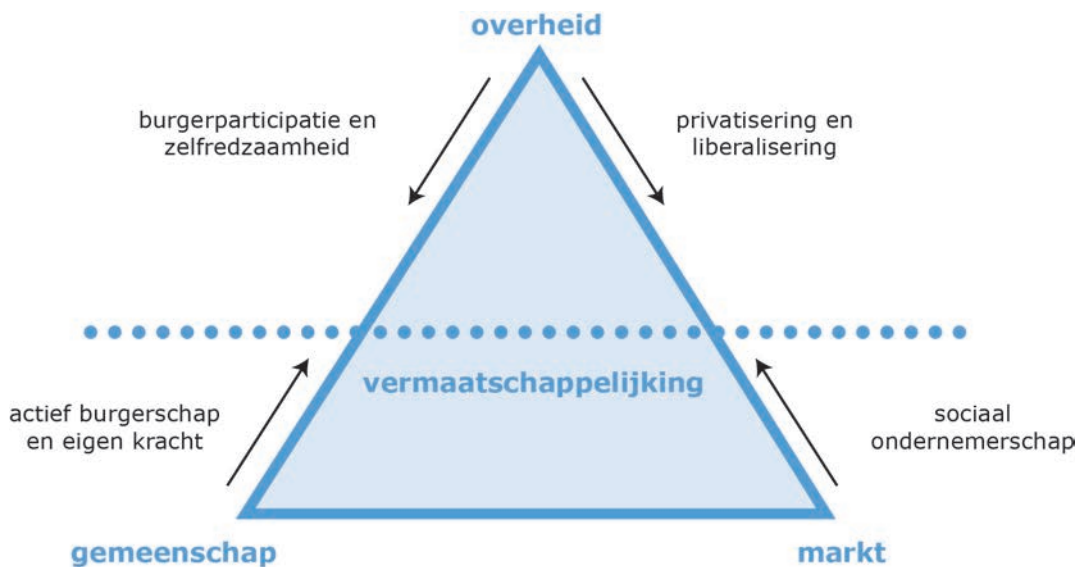 overheid
burgerparticipatie en
zelfredzaamheid
privatisering en
liberalisering
vermaatschappelijking
actief burgerschap
en eigen kracht
sociaal
ondernemerschap
gemeenschap
markt